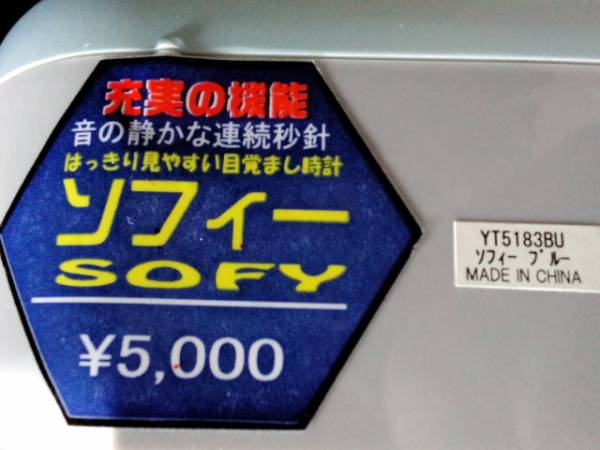 充実の機能
音の静かな連続秒針
はっきり見やすい目覚まし時計
ソフィー
SOFY
¥5,000
YT5183BU
ソフィー ブルー
MADE IN CHINA